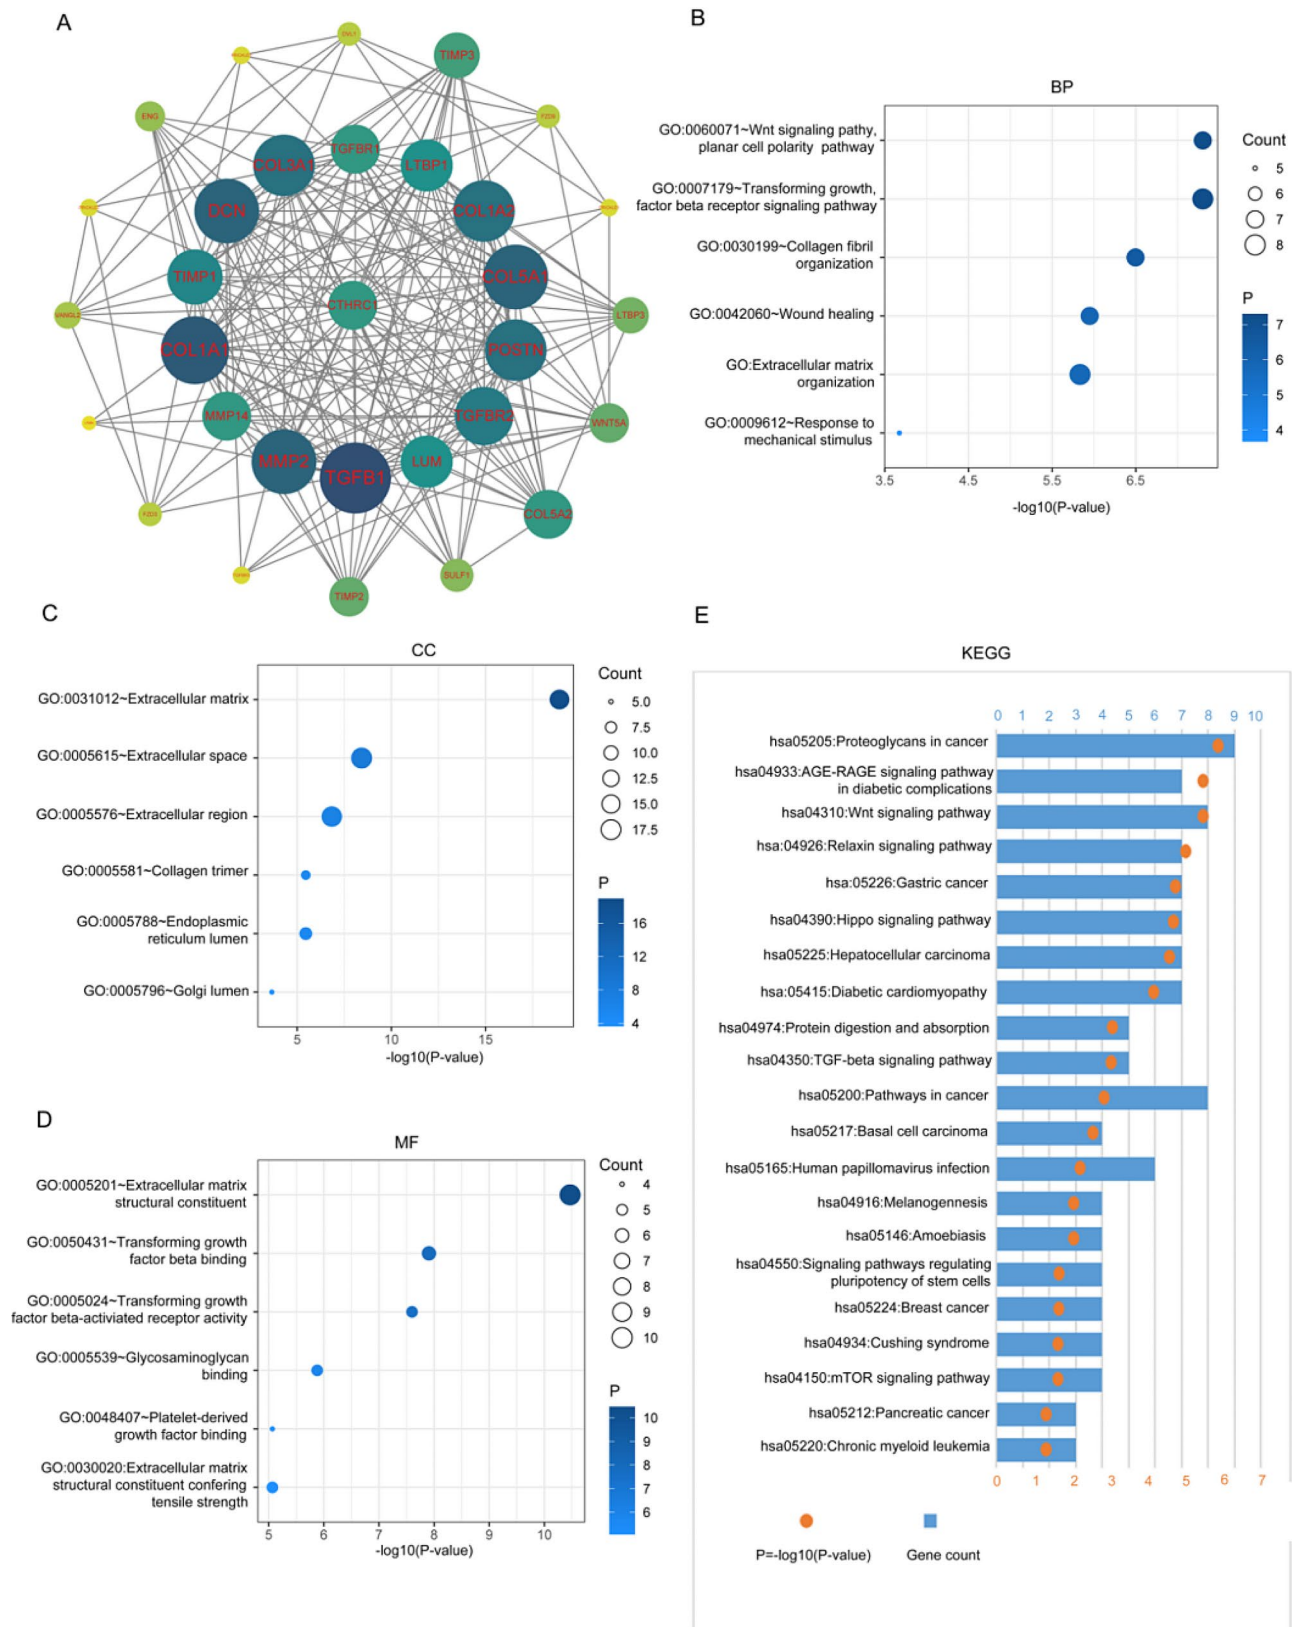 A
TIMP3
ENG
TGFBR1
COL3A1
LTBP1
DCN
COL1A2
TIMP1
COL5A1
CTHRC1
VANGL2
LTBP3
COL1A1
POSTN
MMP14
TGFBR2
WNT5A
MMP2
LUM
TGFB1
COL5A2
SULF1
TIMP2
B
BP
GO:0060071~Wnt signaling pathy,
planar cell polarity pathway
GO:0007179~Transforming growth,
factor beta receptor signaling pathway
GO:0030199~Collagen fibril
organization
GO:0042060~Wound healing
GO:Extracellular matrix
organization
GO:0009612~Response to
mechanical stimulus
3.5 4.5 5.5 6.5
-log10(P-value)
Count
5
6
7
8
P
7
6
5
4
C
CC
GO:0031012~Extracellular matrix
GO:0005615~Extracellular space
GO:0005576~Extracellular region
GO:0005581~Collagen trimer
GO:0005788~Endoplasmic
reticulum lumen
GO:0005796~Golgi lumen
5 10 15
-log10(P-value)
Count
5.0
7.5
10.0
12.5
15.0
17.5
P
16
12
8
4
D
MF
GO:0005201~Extracellular matrix
structural constituent
GO:0050431~Transforming growth
factor beta binding
GO:0005024~Transforming growth
factor beta-activiated receptor activity
GO:0005539~Glycosaminoglycan
binding
GO:0048407~Platelet-derived
growth factor binding
GO:0030020:Extracellular matrix
structural constituent confering
tensile strength
5 6 7 8 9 10
-log10(P-value)
Count
4
5
6
7
8
9
10
P
10
9
8
7
6
E
KEGG
0 1 2 3 4 5 6 7 8 9 10
hsa05205:Proteoglycans in cancer
hsa04933:AGE-RAGE signaling pathway
in diabetic complications
hsa04310:Wnt signaling pathway
hsa:04926:Relaxin signaling pathway
hsa:05226:Gastric cancer
hsa04390:Hippo signaling pathway
hsa05225:Hepatocellular carcinoma
hsa:05415:Diabetic cardiomyopathy
hsa04974:Protein digestion and absorption
hsa04350:TGF-beta signaling pathway
hsa05200:Pathways in cancer
hsa05217:Basal cell carcinoma
hsa05165:Human papillomavirus infection
hsa04916:Melanogennesis
hsa05146:Amoebiasis
hsa04550:Signaling pathways regulating
pluripotency of stem cells
hsa05224:Breast cancer
hsa04934:Cushing syndrome
hsa04150:mTOR signaling pathway
hsa05212:Pancreatic cancer
hsa05220:Chronic myeloid leukemia
0 1 2 3 4 5 6 7
P=-log10(P-value)
Gene count